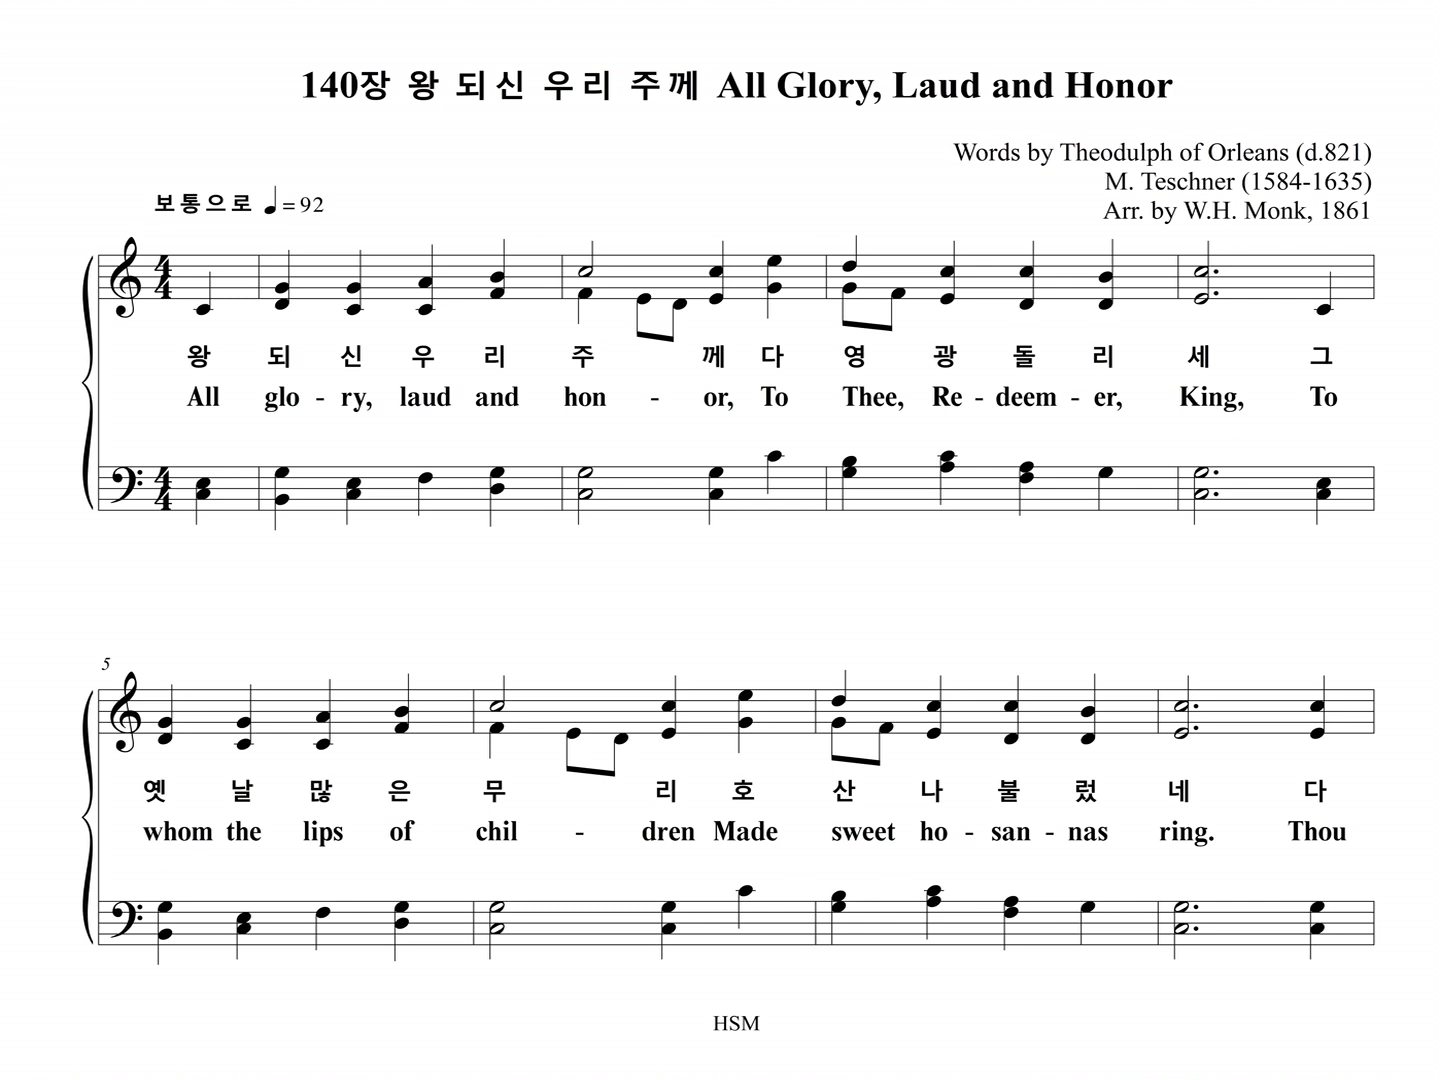 140장 왕 되신 우리 주께 All Glory, Laud and Honor
Words by Theodulph of Orleans (d.821)
M. Teschner (1584-1635)
Arr. by W.H. Monk, 1861
보통으로 ♩=92
왕 되 신 우 리 주 께 다 영 광 돌 리 세 그
All glo - ry, laud and hon - or, To Thee, Re - deem - er, King, To
5
옛 날 많 은 무 리 호 산 나 불 렀 네 다
whom the lips of chil - dren Made sweet ho - san - nas ring. Thou
HSM